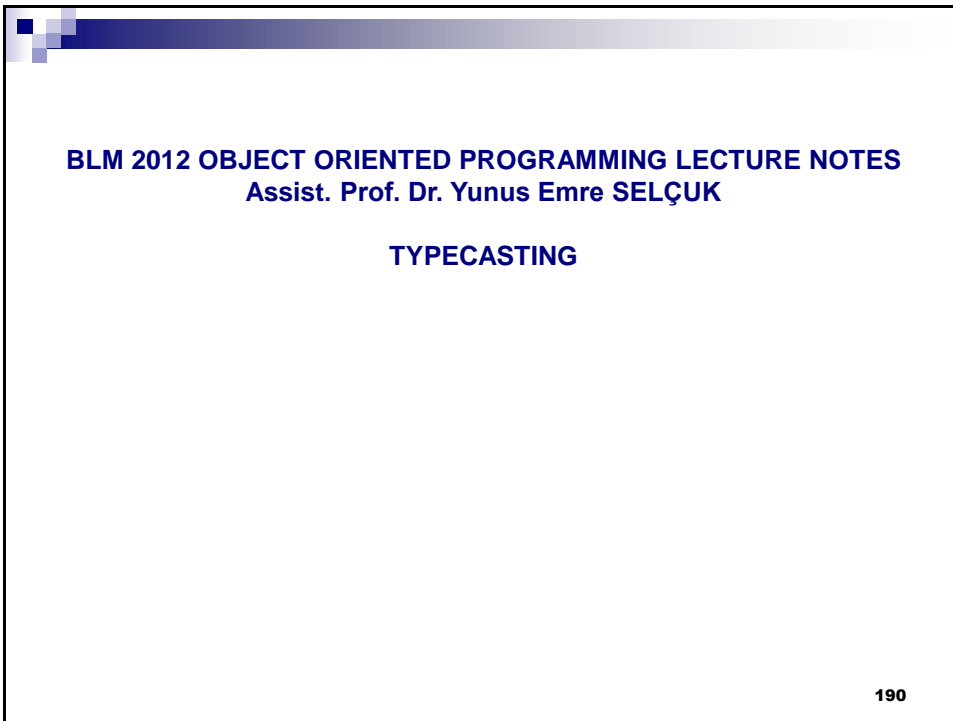 BLM 2012 OBJECT ORIENTED PROGRAMMING LECTURE NOTES
Assist. Prof. Dr. Yunus Emre SELÇUK
TYPECASTING
190